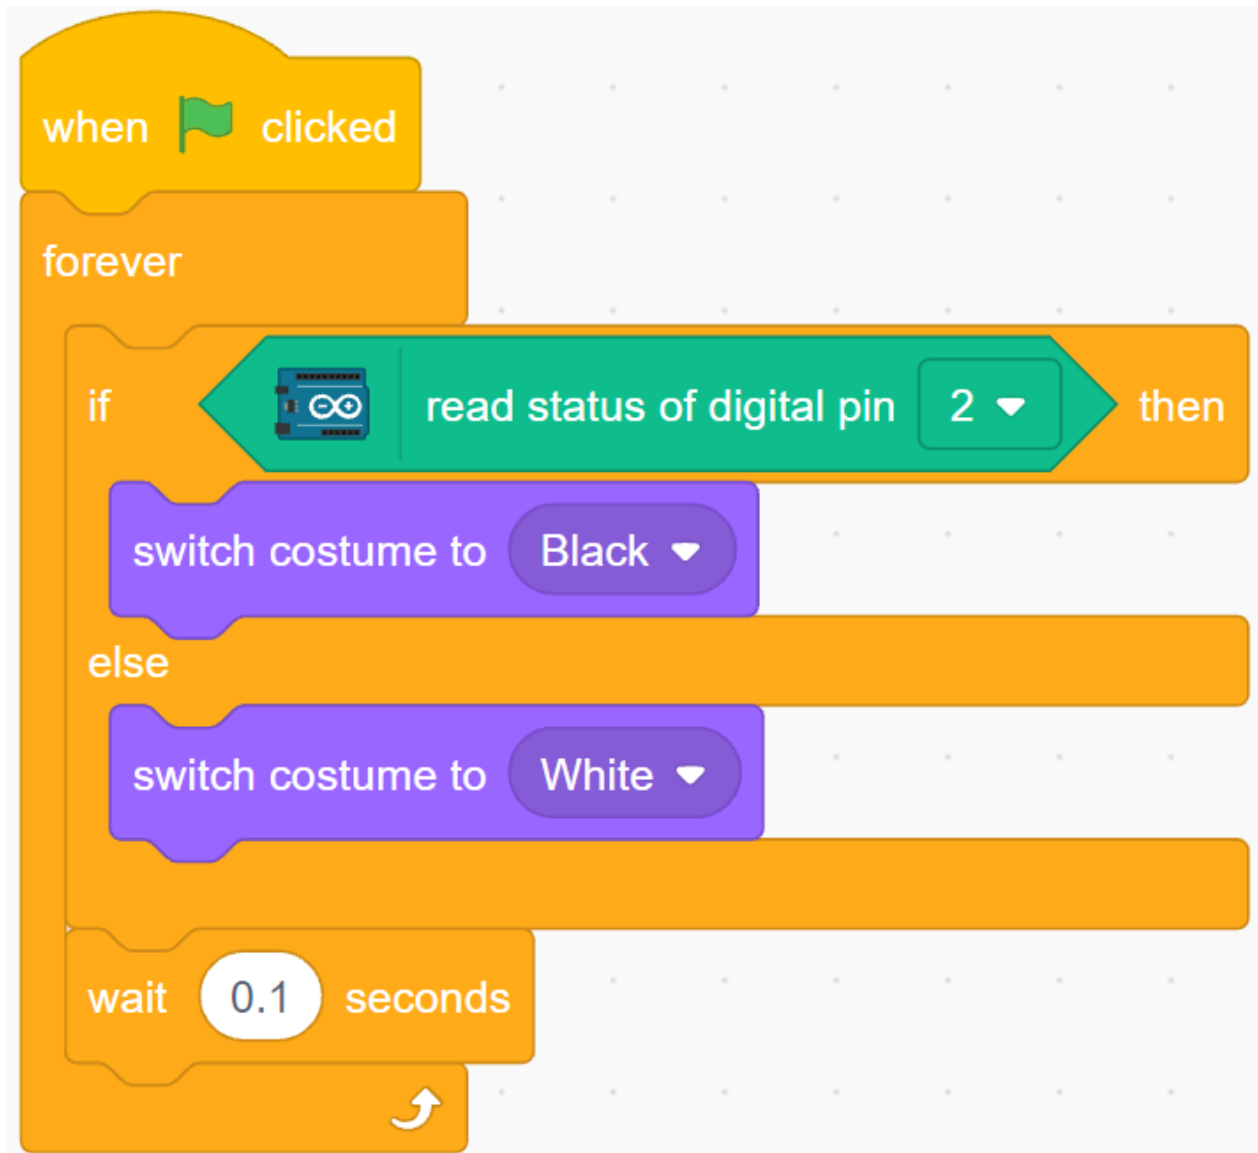 when clicked
forever
if read status of digital pin 2 then
switch costume to Black
else
switch costume to White
wait 0.1 seconds